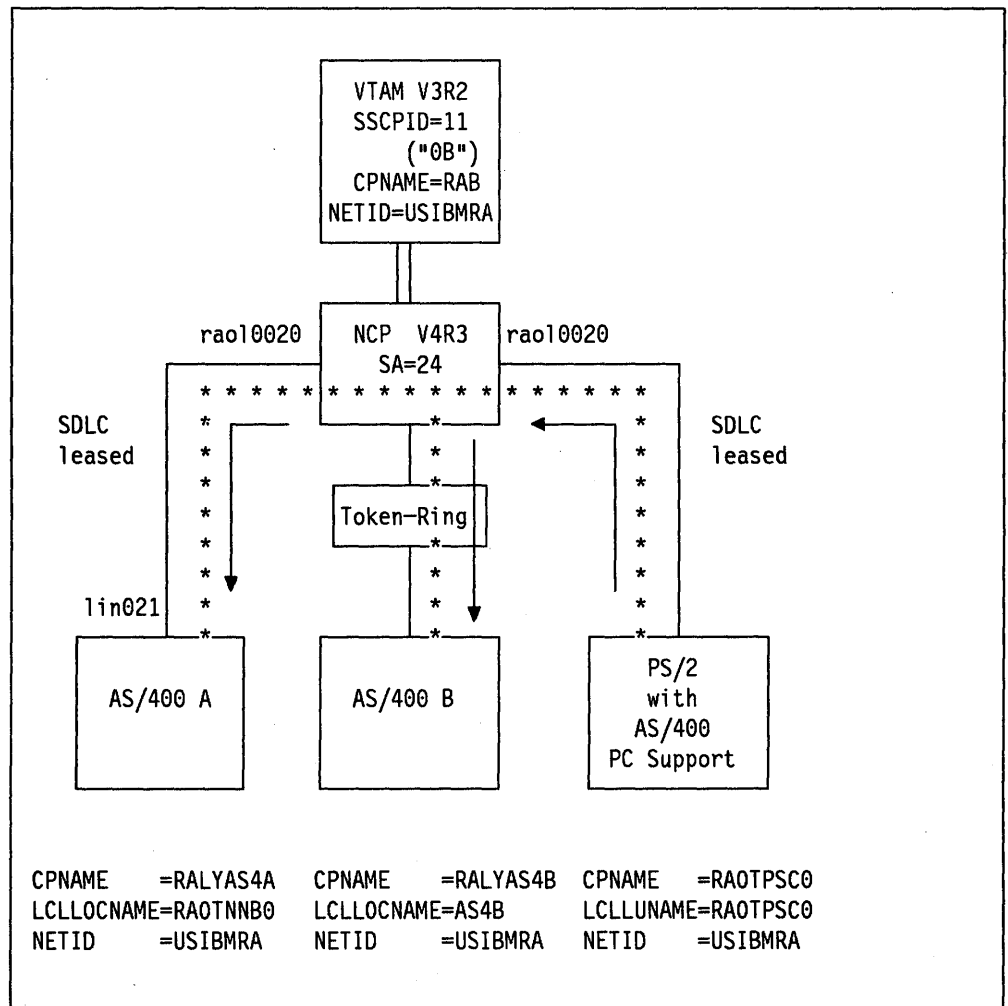 VTAM V3R2
SSCPID=11
("0B")
CPNAME=RAB
NETID=USIBMRA
raol0020
NCP V4R3
SA=24
raol0020
SDLC
leased
SDLC
leased
Token-Ring
lin021
AS/400 A
AS/400 B
PS/2
with
AS/400
PC Support
CPNAME =RALYAS4A CPNAME =RALYAS4B CPNAME =RAOTPSC0
LCLLOCNAME=RAOTNNB0 LCLLOCNAME=AS4B LCLLUNAME=RAOTPSC0
NETID =USIBMRA NETID =USIBMRA NETID =USIBMRA